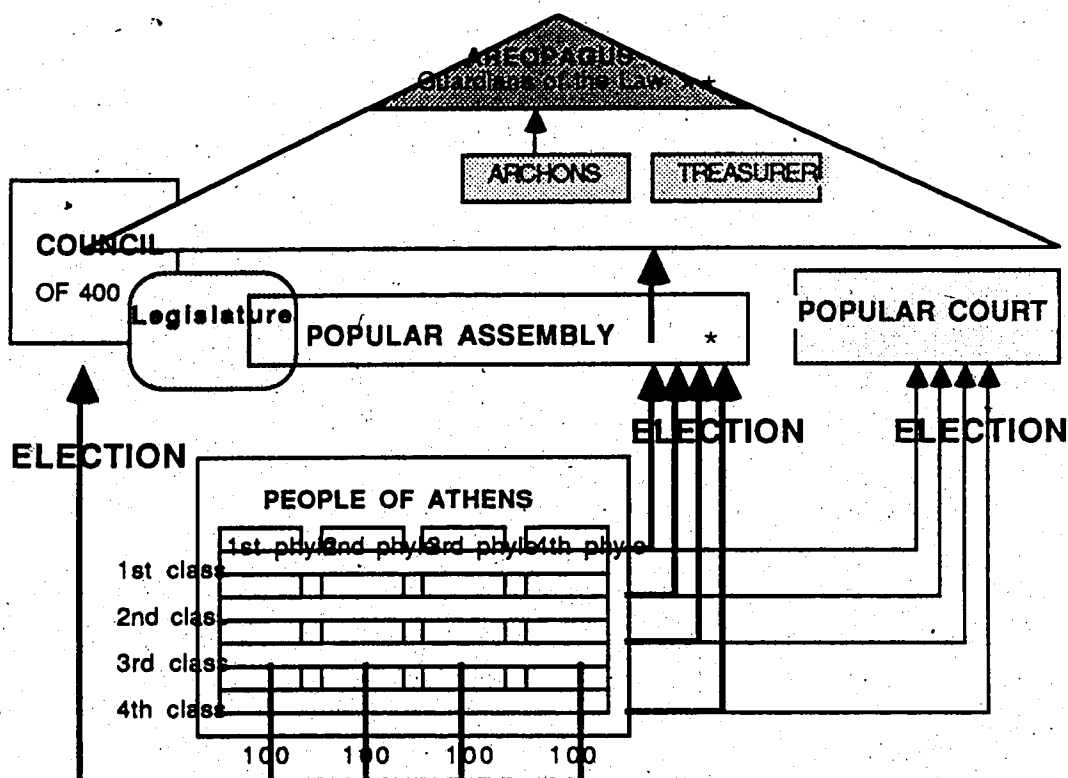 AREOPAGUS
Guardians of the Law *
ARCHONS
TREASURER
COUNCIL
OF 400
Legislature
POPULAR ASSEMBLY *
POPULAR COURT
ELECTION
ELECTION
ELECTION
PEOPLE OF ATHENS
1st phyle 2nd phyle 3rd phyle 4th phyle
1st class
2nd class
3rd class
4th class
100 100 100 100